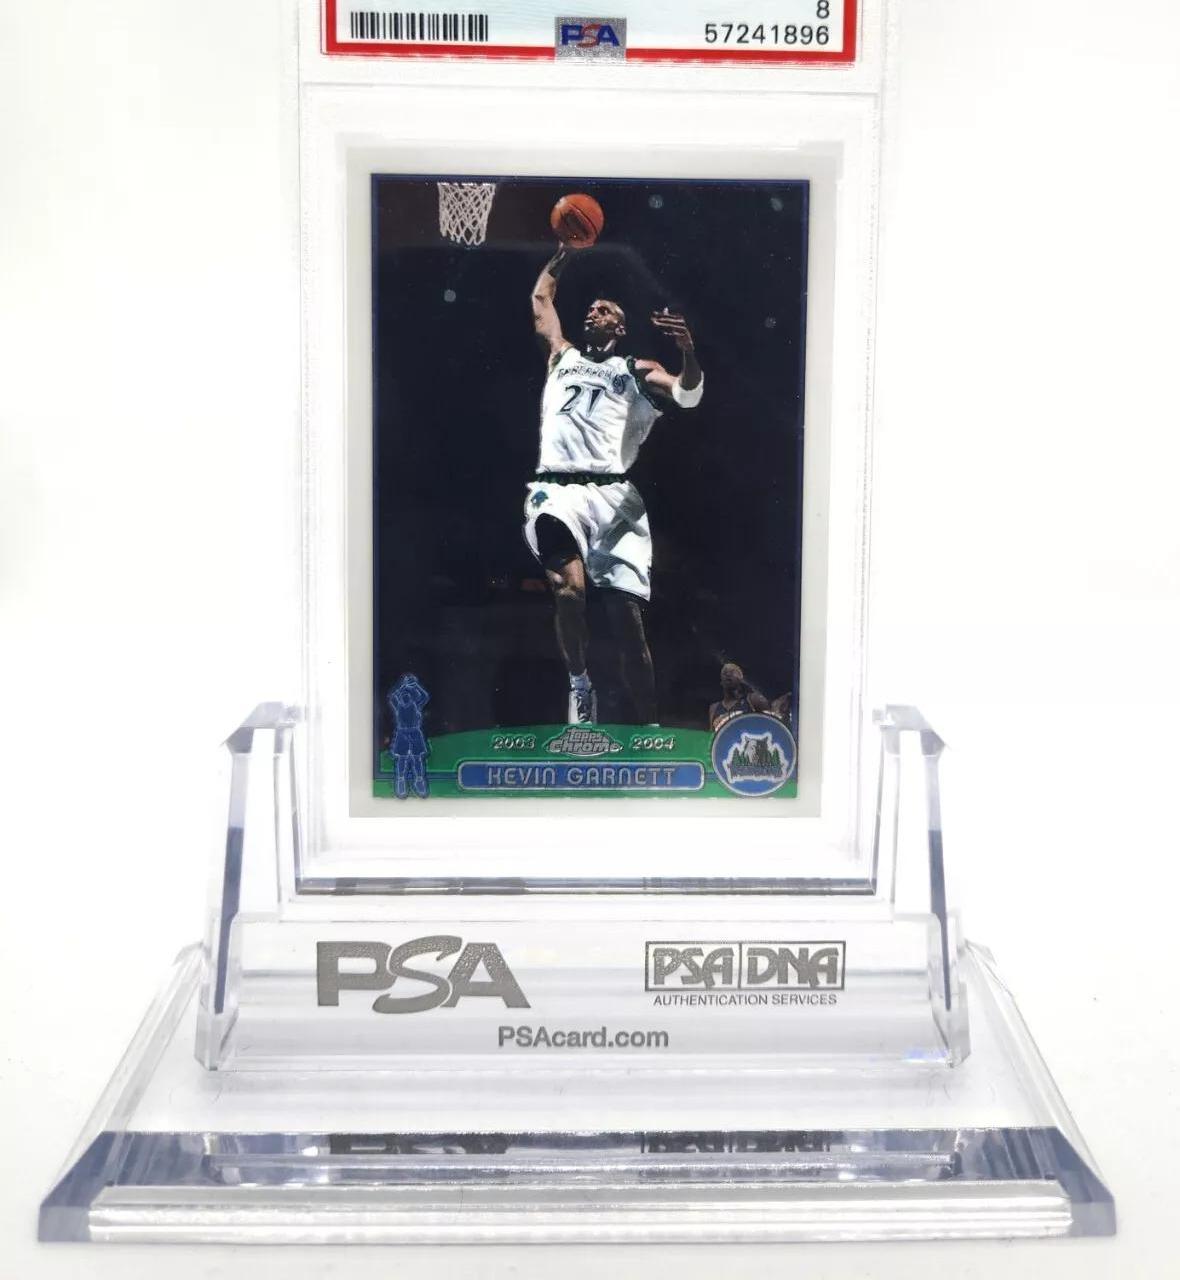 8
PSA
57241896
TIMBERWOLVES
21
2003 Topps Chrome 2004
KEVIN GARNETT
PSA
PSA DNA
AUTHENTICATION SERVICES
PSAcard.com